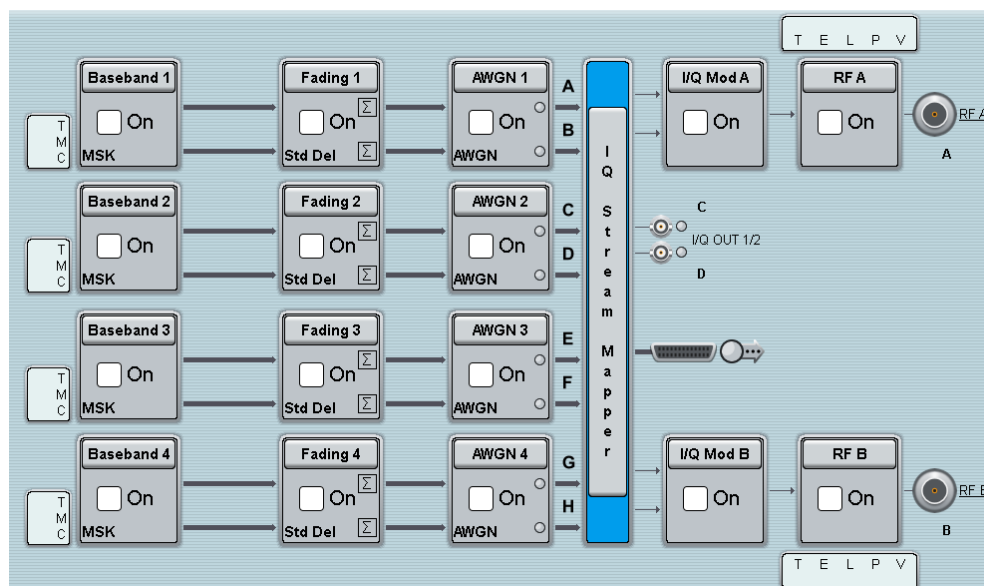 T E L P V
Baseband 1
Fading 1
AWGN 1
A
I/Q Mod A
RF A
T
M
C
On
On
Σ
On
B
On
On
RF A
MSK
Std Del
Σ
AWGN
A
Baseband 2
Fading 2
AWGN 2
C
C
T
M
C
On
On
Σ
On
D
I/Q OUT 1/2
MSK
Std Del
Σ
AWGN
D
IQ Stream Mapper
Baseband 3
Fading 3
AWGN 3
E
T
M
C
On
On
Σ
On
F
MSK
Std Del
Σ
AWGN
Baseband 4
Fading 4
AWGN 4
G
I/Q Mod B
RF B
T
M
C
On
On
Σ
On
H
On
On
RF B
MSK
Std Del
Σ
AWGN
B
T E L P V